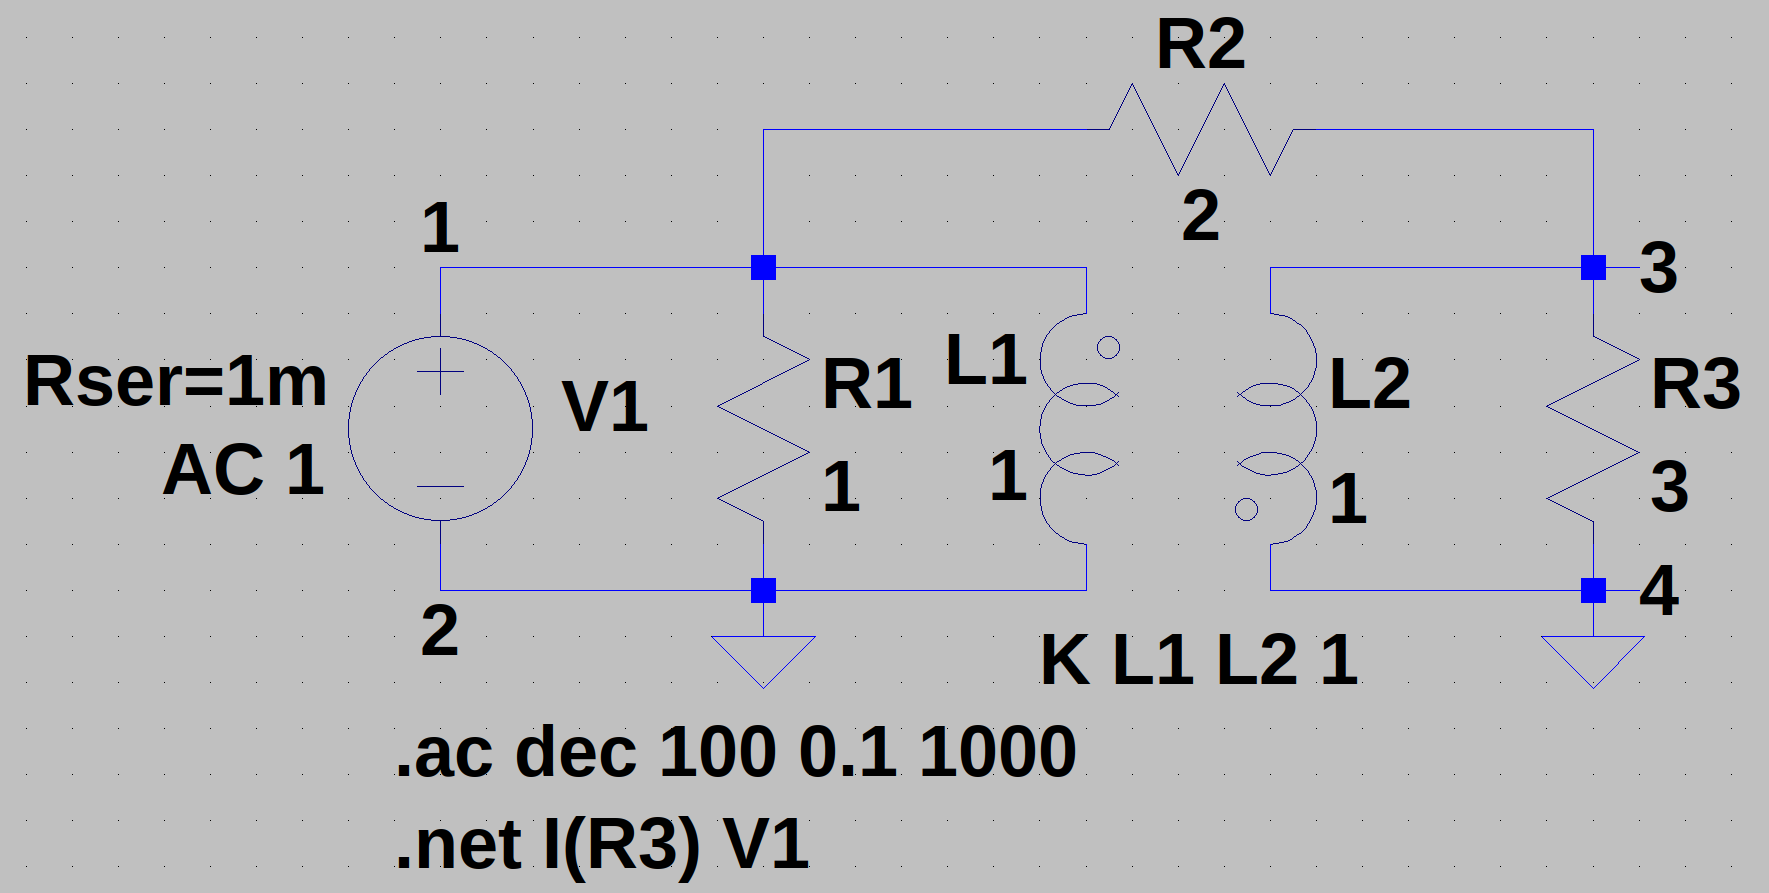 R2
2
1
3
Rser=1m
AC 1
V1
R1
1
L1
1
L2
1
R3
3
2
4
K L1 L2 1
.ac dec 100 0.1 1000
.net I(R3) V1